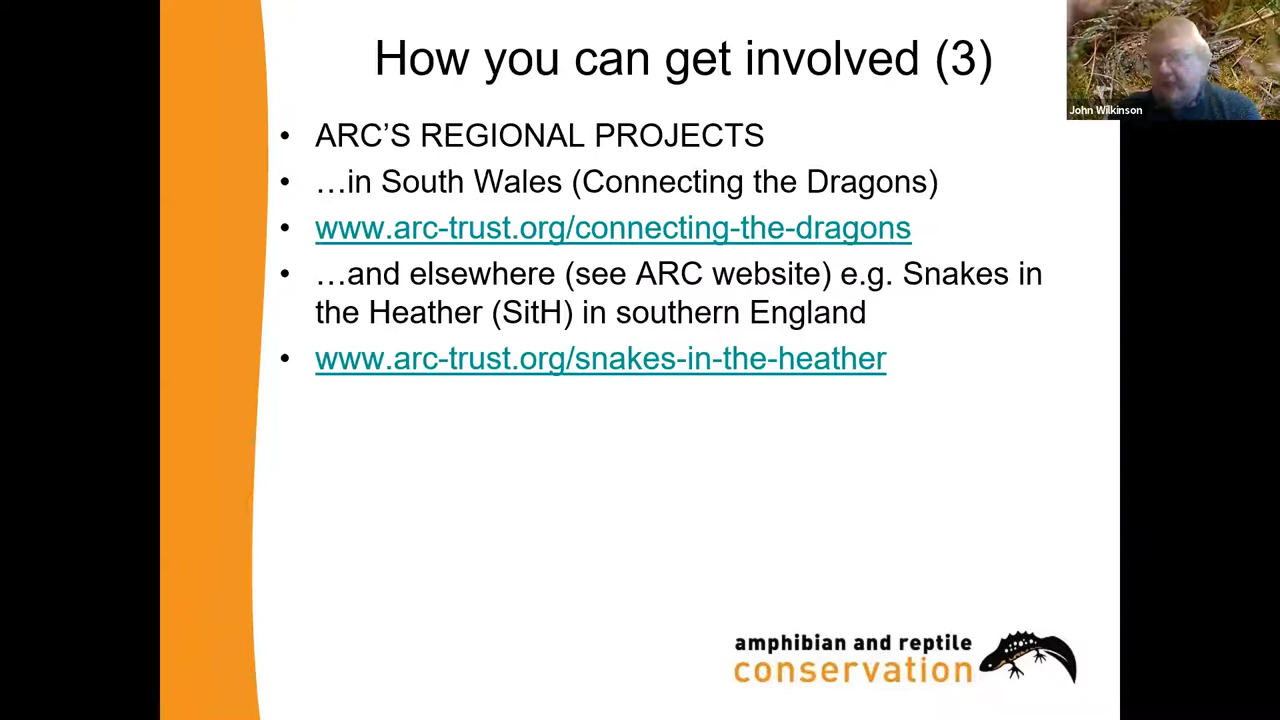 How you can get involved (3)
John Wilkinson
• ARC’S REGIONAL PROJECTS
• …in South Wales (Connecting the Dragons)
• www.arc-trust.org/connecting-the-dragons
• …and elsewhere (see ARC website) e.g. Snakes in
the Heather (SitH) in southern England
• www.arc-trust.org/snakes-in-the-heather
amphibian and reptile
conservation